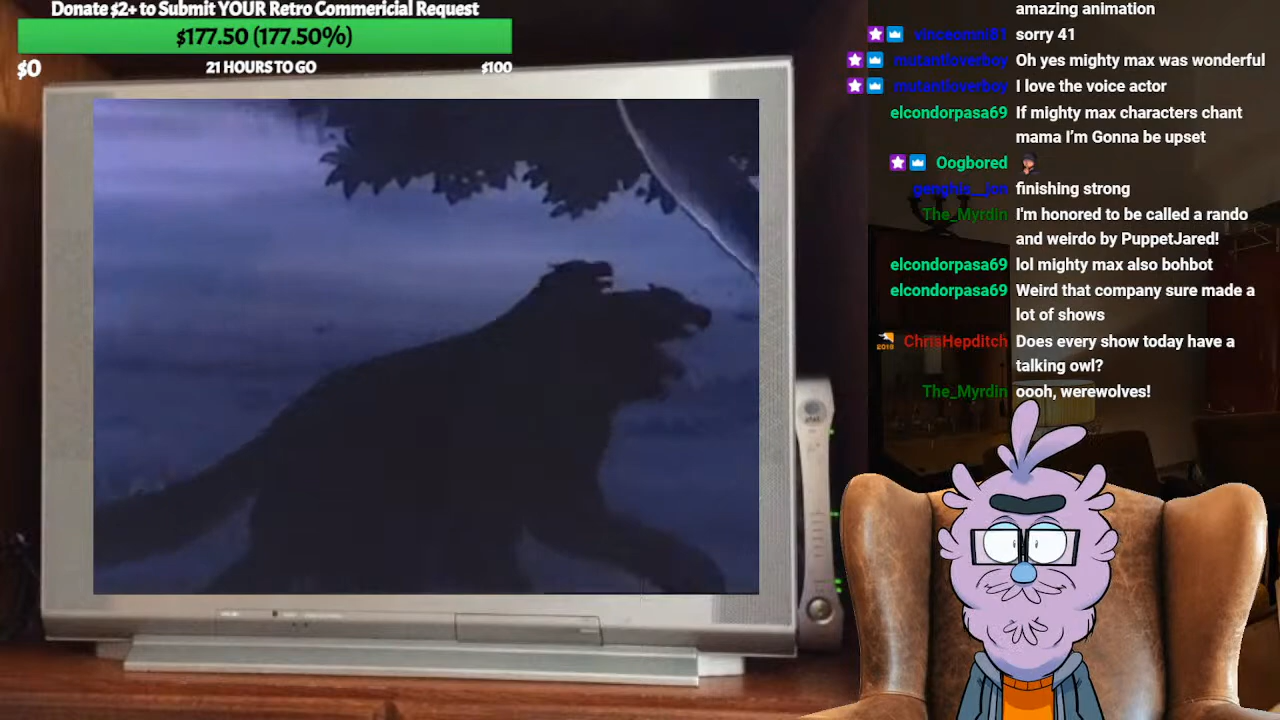 Donate $2+ to Submit YOUR Retro Commericial Request
$177.50 (177.50%)
$0
21 HOURS TO GO
$100
amazing animation
vinceomni81 sorry 41
mutantloverboy Oh yes mighty max was wonderful
mutantloverboy I love the voice actor
elcondorpasa69 If mighty max characters chant
mama I'm Gonna be upset
Oogbored
genghis__jon finishing strong
The_Myrdin I'm honored to be called a rando
and weirdo by PuppetJared!
elcondorpasa69 lol mighty max also bohbot
elcondorpasa69 Weird that company sure made a
lot of shows
ChrisHepditch Does every show today have a
talking owl?
The_Myrdin oooh, werewolves!